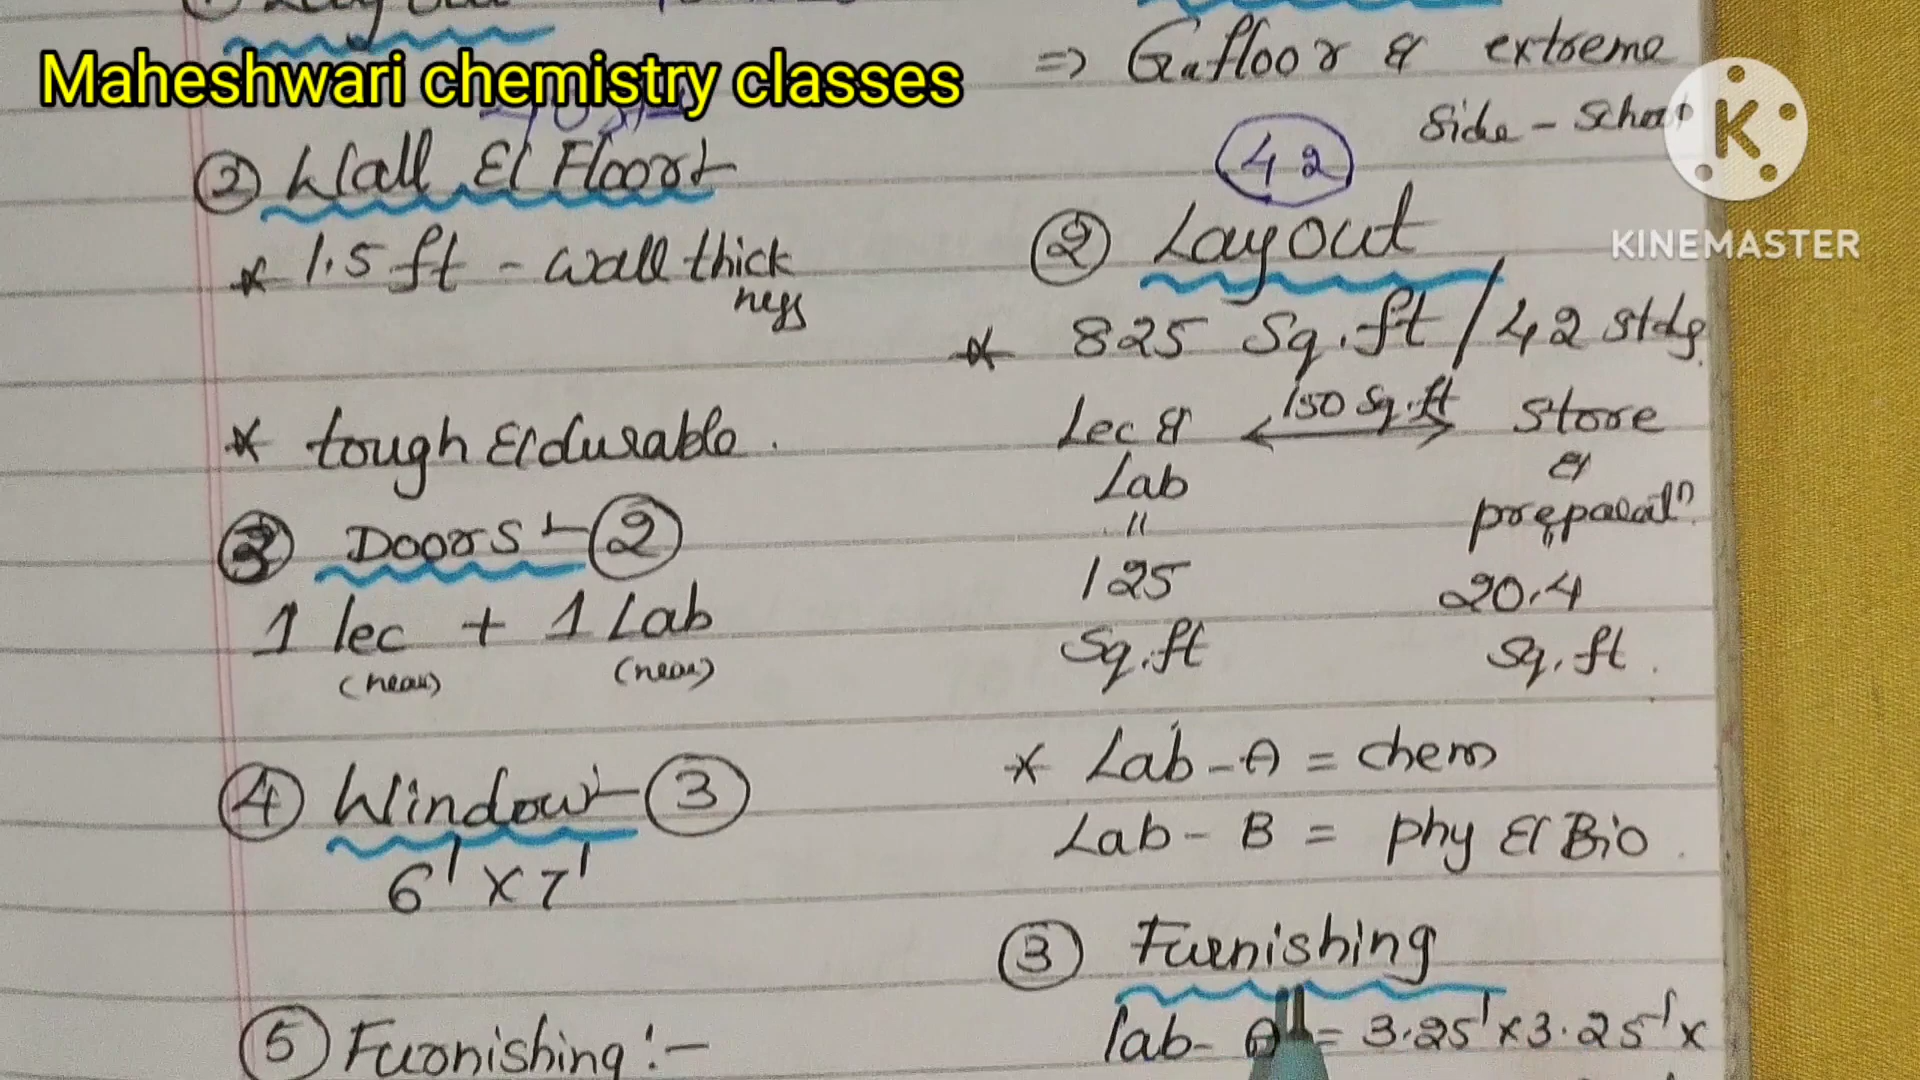 Maheshwari chemistry classes
② Wall & Floor:-
* 1.5 ft - wall thick
ness
* tough & durable.
3 Doors :- ②
1 lec + 1 Lab
(near) (near)
④ Window :- ③
6' x 7'
⑤ Furnishing :-
=> G.floor & extreme
side - School
42
② Layout
* 825 Sq.ft / 42 stds.
Lec & <-> 150 Sq.ft Store
Lab &
" preparatn.
125 20.4
Sq.ft Sq.ft.
* Lab - A = chem
Lab - B = phy & Bio.
③ Furnishing
lab - A = 3.25' x 3.25' x
K
KINEMASTER